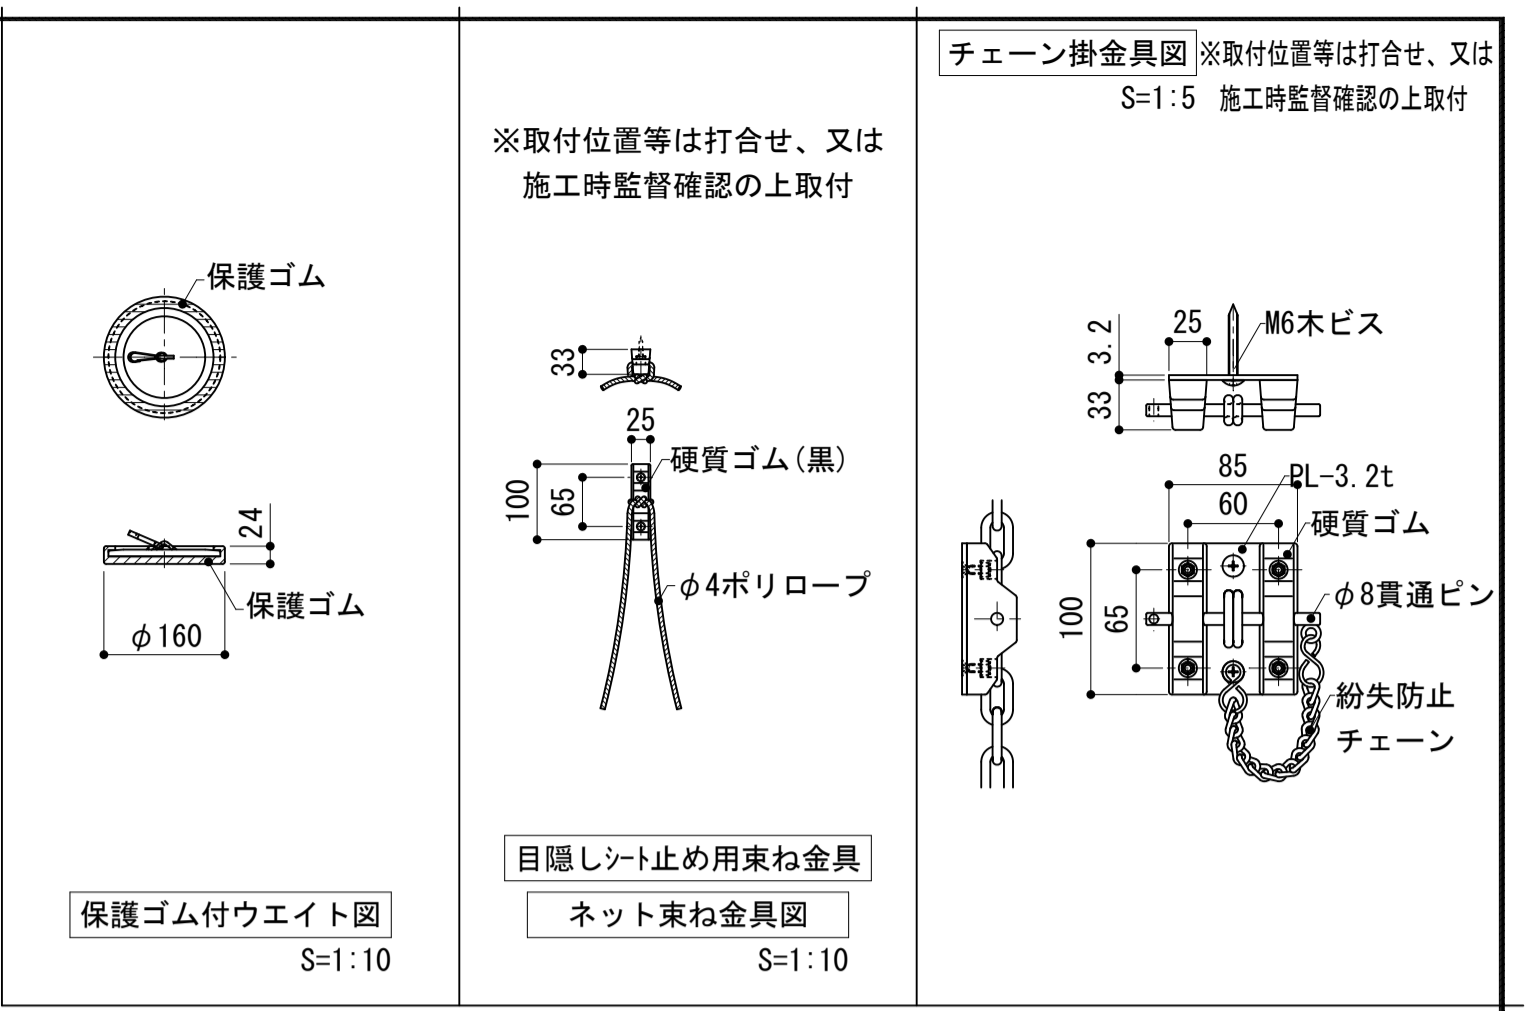 保護ゴム
24
保護ゴム
φ160
保護ゴム付ウエイト図
S=1:10
※取付位置等は打合せ、又は
施工時監督確認の上取付
33
25
硬質ゴム(黒)
100
65
φ4ポリロープ
目隠しシート止め用束ね金具
ネット束ね金具図
S=1:10
チェーン掛金具図 ※取付位置等は打合せ、又は
S=1:5 施工時監督確認の上取付
25
M6木ビス
3.2
33
85
PL-3.2t
60
硬質ゴム
φ8貫通ピン
100
65
紛失防止
チェーン